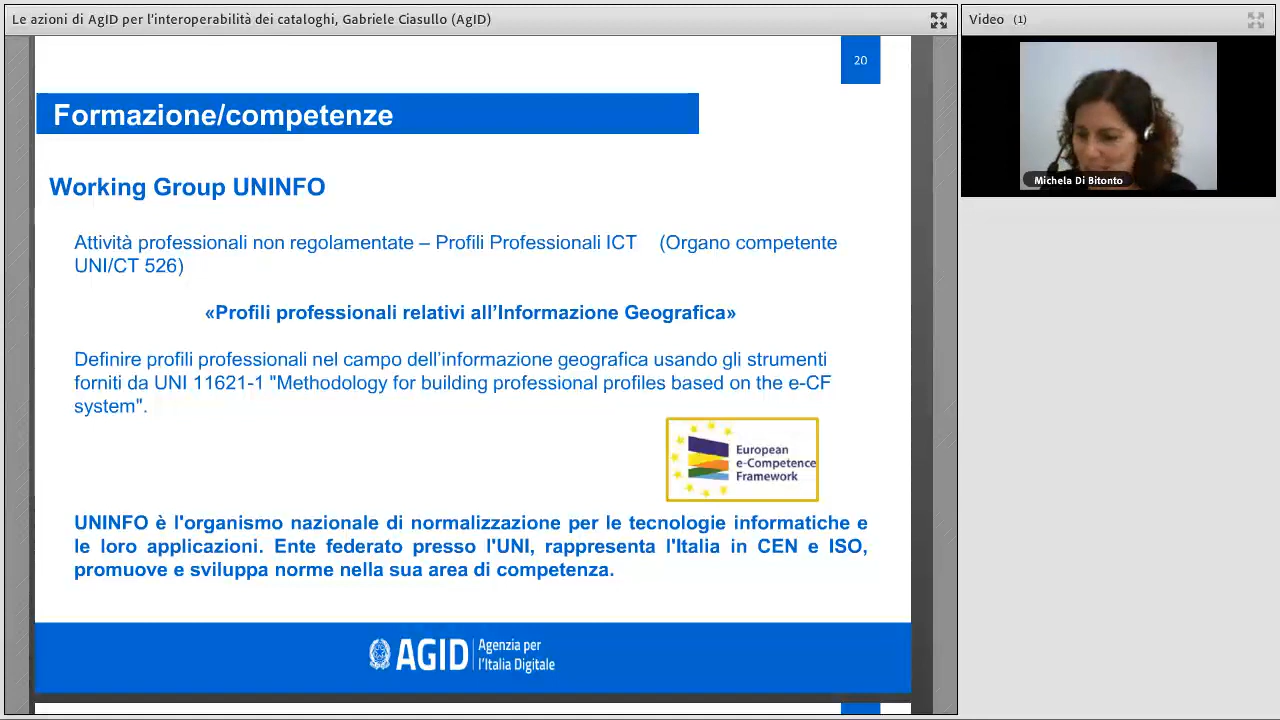 Le azioni di AgID per l'interoperabilità dei cataloghi, Gabriele Ciasullo (AgID)
Video (1)
20
Michela Di Bitonto
Formazione/competenze
Working Group UNINFO
Attività professionali non regolamentate – Profili Professionali ICT (Organo competente
UNI/CT 526)
«Profili professionali relativi all’Informazione Geografica»
Definire profili professionali nel campo dell’informazione geografica usando gli strumenti
forniti da UNI 11621-1 "Methodology for building professional profiles based on the e-CF
system".
European
e-Competence
Framework
UNINFO è l'organismo nazionale di normalizzazione per le tecnologie informatiche e
le loro applicazioni. Ente federato presso l'UNI, rappresenta l'Italia in CEN e ISO,
promuove e sviluppa norme nella sua area di competenza.
AGID
Agenzia per
l'Italia Digitale